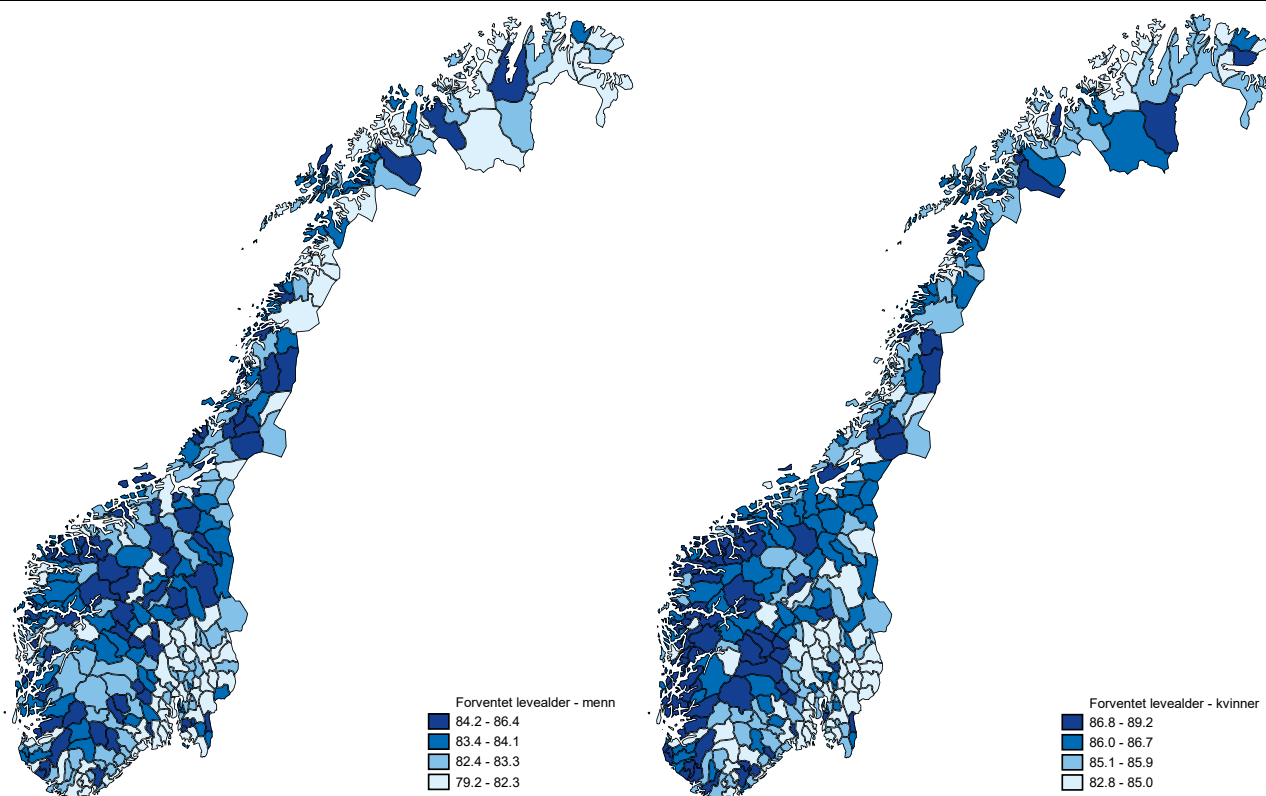 Forventet levealder - menn
84.2 - 86.4
83.4 - 84.1
82.4 - 83.3
79.2 - 82.3
Forventet levealder - kvinner
86.8 - 89.2
86.0 - 86.7
85.1 - 85.9
82.8 - 85.0